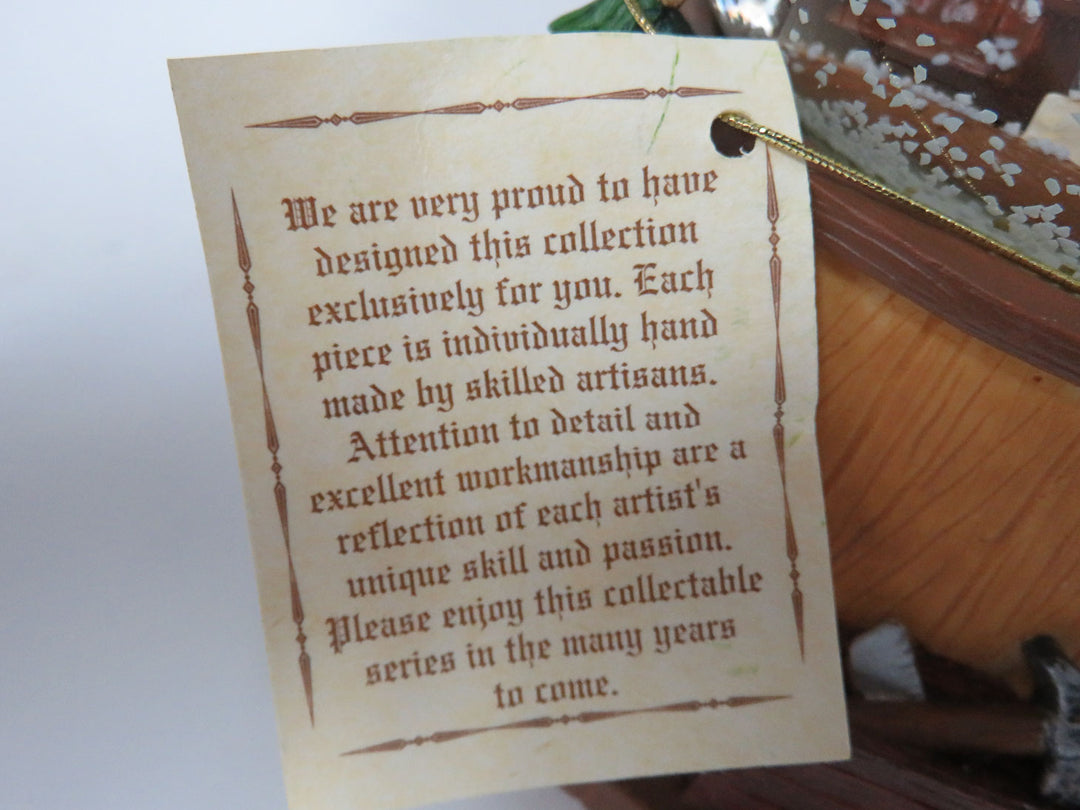 We are very proud to have
designed this collection
exclusively for you. Each
piece is individually hand
made by skilled artisans.
Attention to detail and
excellent workmanship are a
reflection of each artist's
unique skill and passion.
Please enjoy this collectable
series in the many years
to come.